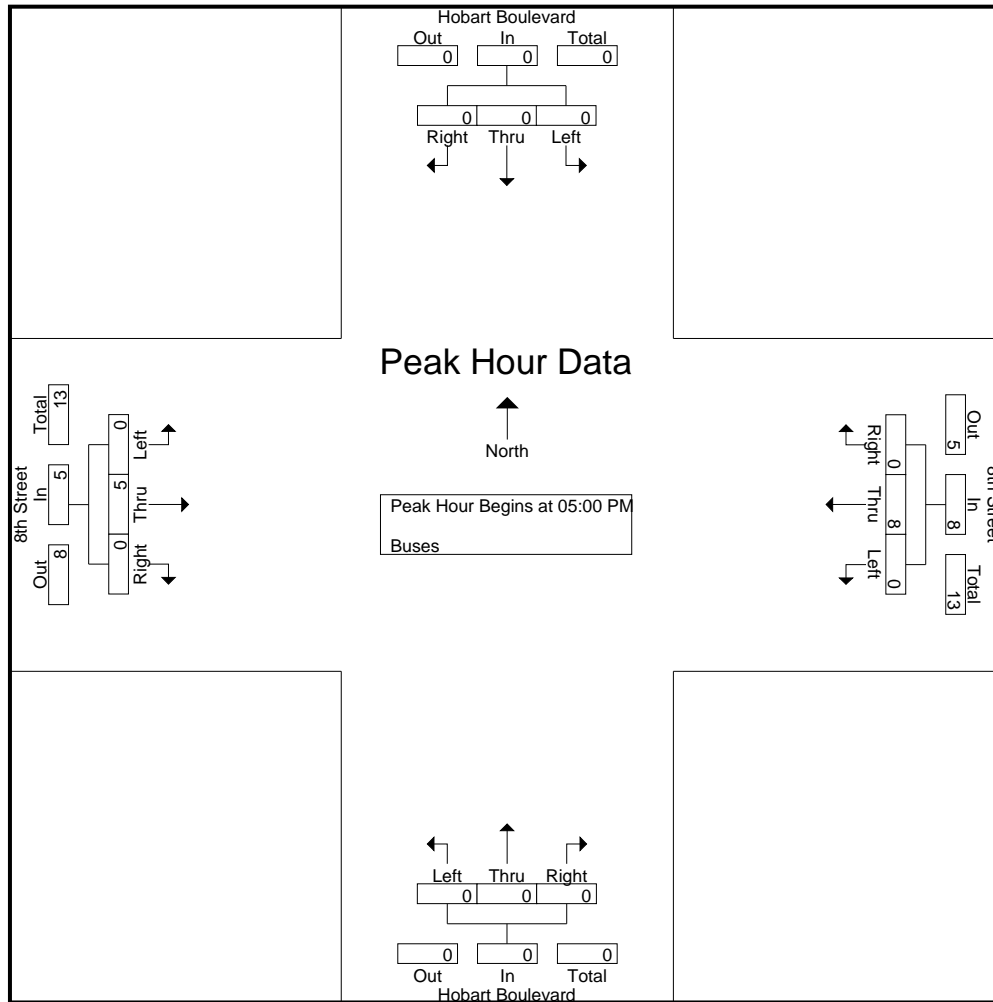 Hobart Boulevard
Out In Total
0 0 0
0 0 0
Right Thru Left
Peak Hour Data
North
Peak Hour Begins at 05:00 PM
Buses
8th Street
Total In Out
13 5 8
0 5 0
Left Thru Right
Right Thru Left
0 8 0
5 8 13
Out In Total
8th Street
Left Thru Right
0 0 0
0 0 0
Out In Total
Hobart Boulevard